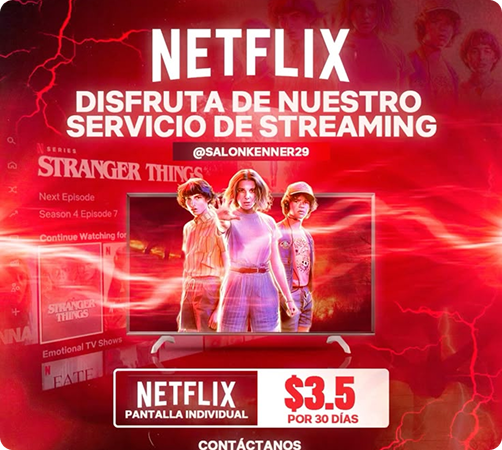 NETFLIX
DISFRUTA DE NUESTRO
SERVICIO DE STREAMING
@SALONKENNER29
N SERIES
STRANGER THINGS
Next Episode
Season 4 Episode 7
Continue Watching for
STRANGER
THINGS
Emotional TV Shows
N
FATE
NETFLIX
PANTALLA INDIVIDUAL
$3.5
POR 30 DÍAS
CONTÁCTANOS